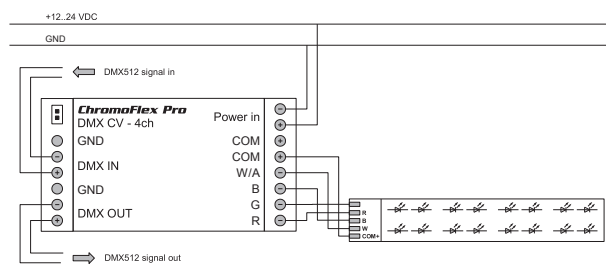 +12..24 VDC
GND
DMX512 signal in
ChromoFlex Pro
DMX CV - 4ch
Power in
GND
COM
COM
DMX IN
W/A
GND
B
G
DMX OUT
R
R
B
W
COM+
DMX512 signal out